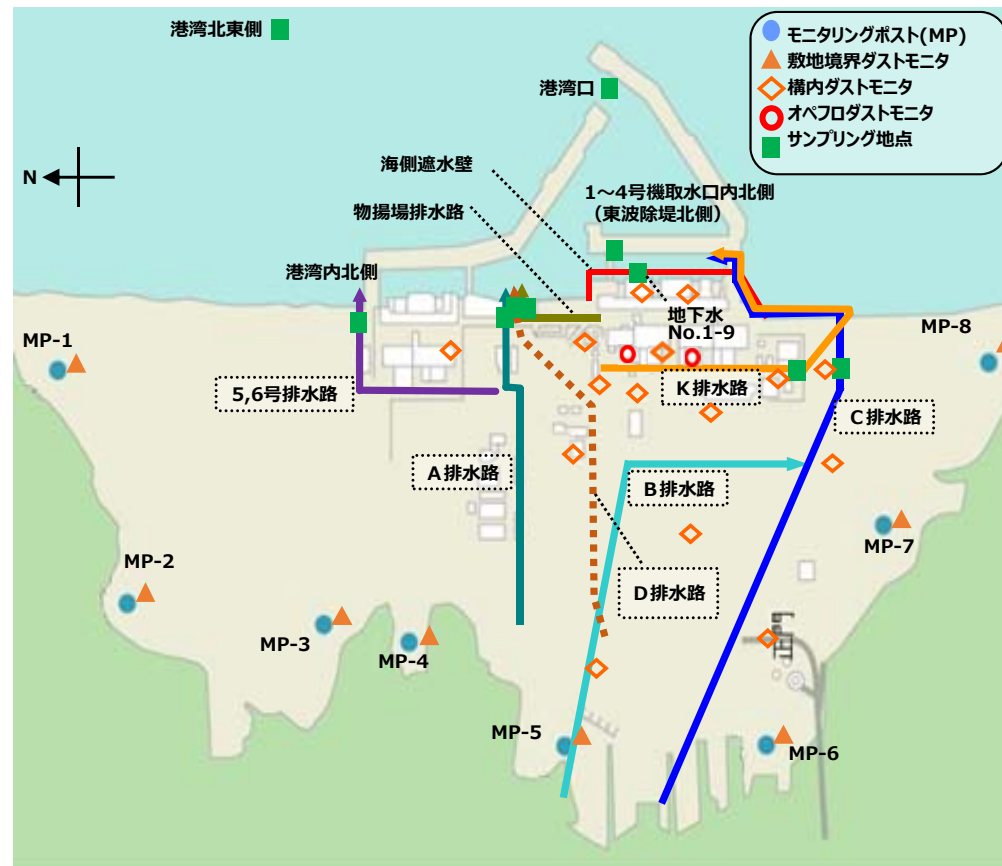 港湾北東側
モニタリングポスト(MP)
敷地境界ダストモニタ
構内ダストモニタ
オペフロダストモニタ
サンプリング地点
港湾口
N
海側遮水壁
1～4号機取水口内北側
（東波除堤北側）
物揚場排水路
港湾内北側
地下水
No.1-9
MP-1
MP-8
5,6号排水路
K排水路
C排水路
A排水路
B排水路
MP-7
MP-2
D排水路
MP-3
MP-4
MP-5
MP-6